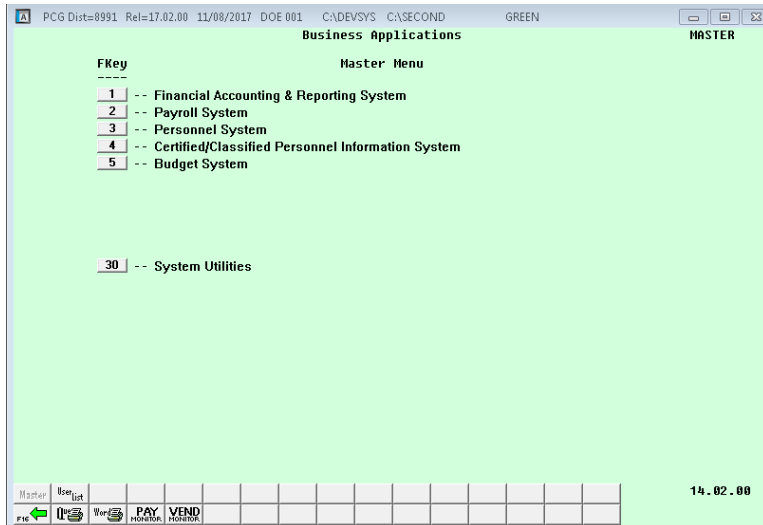 A PCG Dist=8991 Rel=17.02.00 11/08/2017 DOE 001 C:\DEVSYS C:\SECOND GREEN
Business Applications MASTER
FKey Master Menu
----
1 -- Financial Accounting & Reporting System
2 -- Payroll System
3 -- Personnel System
4 -- Certified/Classified Personnel Information System
5 -- Budget System
30 -- System Utilities
Master User list 14.02.00
F16 Que Word PAY MONITOR VEND MONITOR